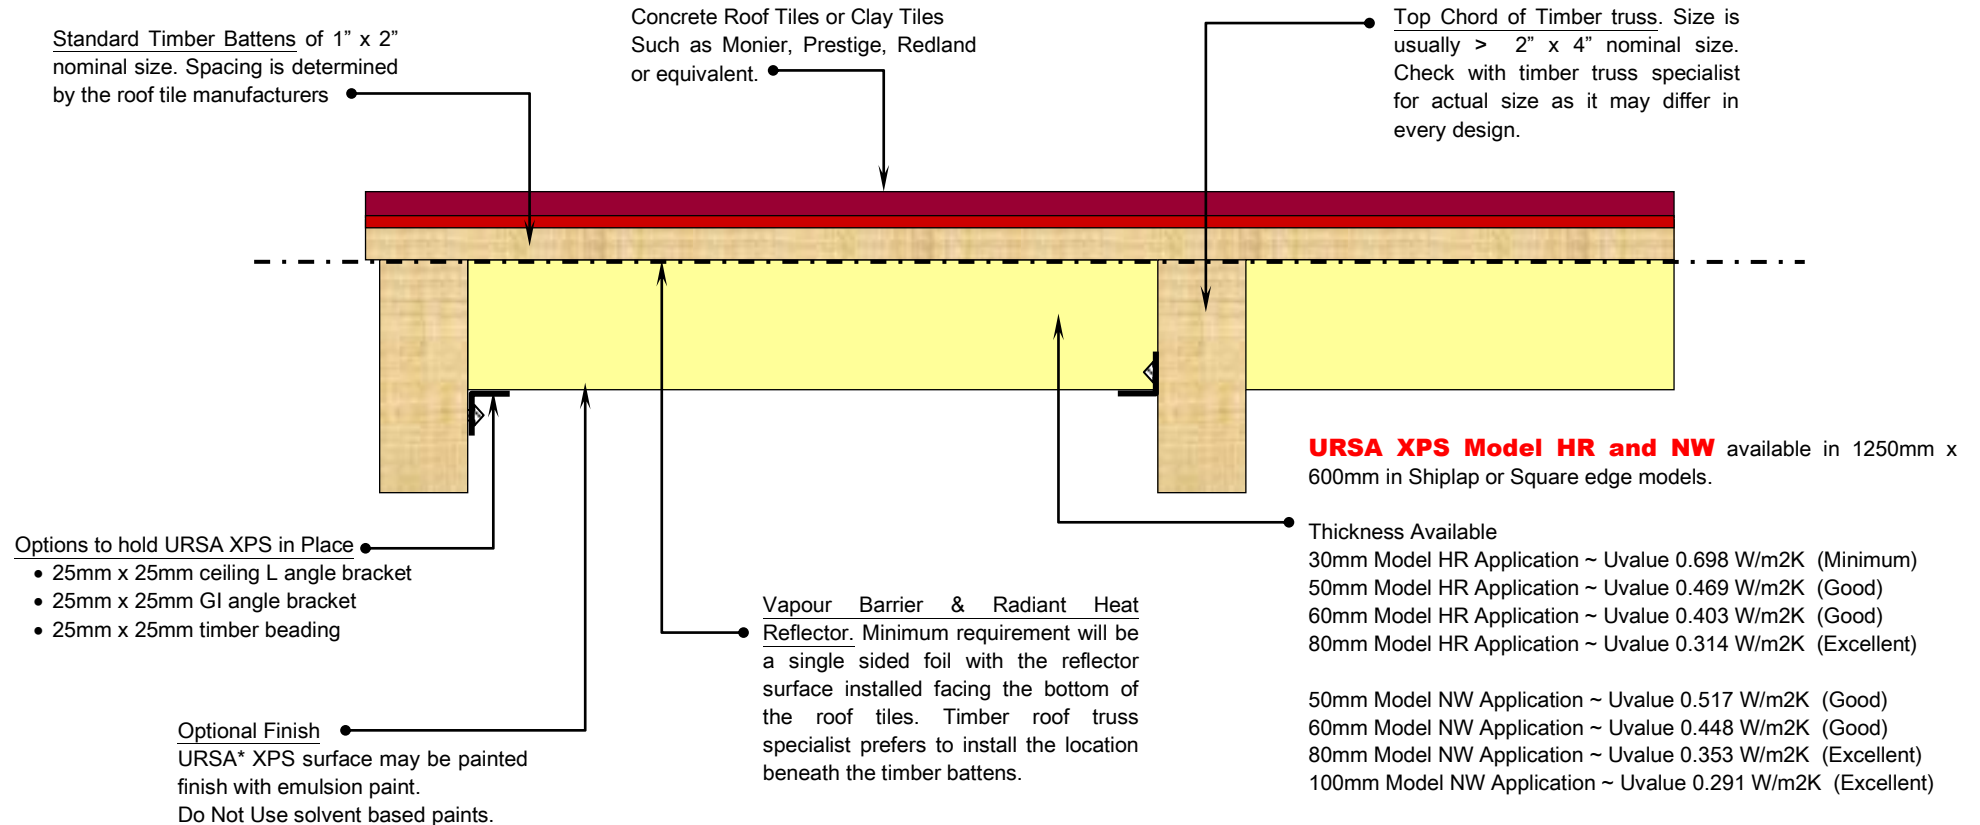 Standard Timber Battens of 1” x 2”
nominal size. Spacing is determined
by the roof tile manufacturers
Concrete Roof Tiles or Clay Tiles
Such as Monier, Prestige, Redland
or equivalent.
Top Chord of Timber truss. Size is
usually > 2” x 4” nominal size.
Check with timber truss specialist
for actual size as it may differ in
every design.
URSA XPS Model HR and NW available in 1250mm x
600mm in Shiplap or Square edge models.
Thickness Available
30mm Model HR Application ~ Uvalue 0.698 W/m2K (Minimum)
50mm Model HR Application ~ Uvalue 0.469 W/m2K (Good)
60mm Model HR Application ~ Uvalue 0.403 W/m2K (Good)
80mm Model HR Application ~ Uvalue 0.314 W/m2K (Excellent)
50mm Model NW Application ~ Uvalue 0.517 W/m2K (Good)
60mm Model NW Application ~ Uvalue 0.448 W/m2K (Good)
80mm Model NW Application ~ Uvalue 0.353 W/m2K (Excellent)
100mm Model NW Application ~ Uvalue 0.291 W/m2K (Excellent)
Options to hold URSA XPS in Place
• 25mm x 25mm ceiling L angle bracket
• 25mm x 25mm GI angle bracket
• 25mm x 25mm timber beading
Vapour Barrier & Radiant Heat
Reflector. Minimum requirement will be
a single sided foil with the reflector
surface installed facing the bottom of
the roof tiles. Timber roof truss
specialist prefers to install the location
beneath the timber battens.
Optional Finish
URSA* XPS surface may be painted
finish with emulsion paint.
Do Not Use solvent based paints.